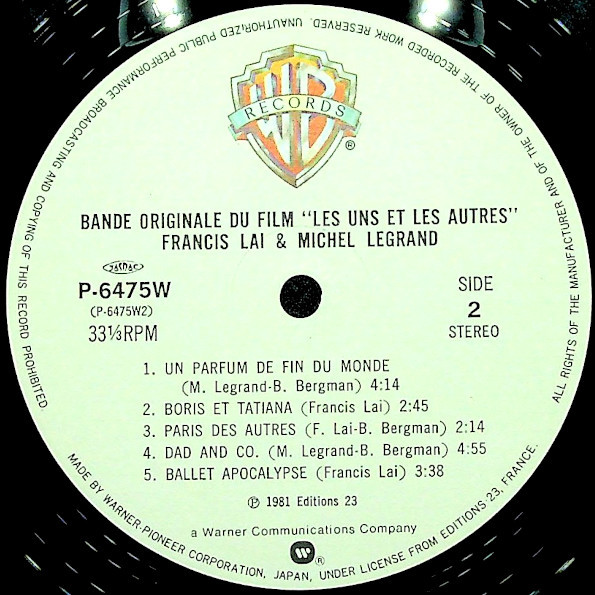 ALL RIGHTS OF THE MANUFACTURER AND OF THE OWNER OF THE RECORDED WORK RESERVED. UNAUTHORIZED PUBLIC PERFORMANCE BROADCASTING AND COPYING OF THIS RECORD PROHIBITED.
WB
RECORDS
®
BANDE ORIGINALE DU FILM "LES UNS ET LES AUTRES"
FRANCIS LAI & MICHEL LEGRAND
JASRAC
P-6475W
(P-6475W2)
33⅓RPM
SIDE
2
STEREO
1. UN PARFUM DE FIN DU MONDE
(M. Legrand-B. Bergman) 4:14
2. BORIS ET TATIANA (Francis Lai) 2:45
3. PARIS DES AUTRES (F. Lai-B. Bergman) 2:14
4. DAD AND CO. (M. Legrand-B. Bergman) 4:55
5. BALLET APOCALYPSE (Francis Lai) 3:38
℗ 1981 Editions 23
a Warner Communications Company
®
MADE BY WARNER-PIONEER CORPORATION, JAPAN, UNDER LICENSE FROM EDITIONS 23, FRANCE.